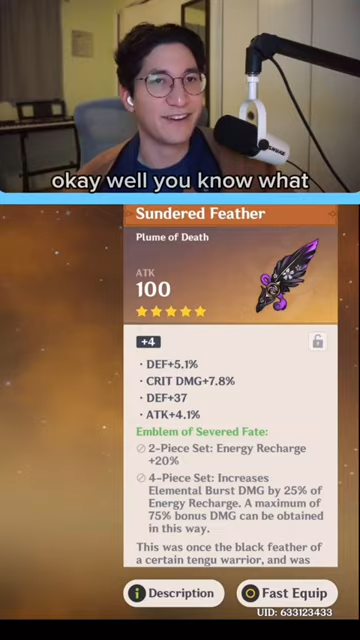 okay well you know what
Sundered Feather
Plume of Death
ATK
100
+4
· DEF+5.1%
· CRIT DMG+7.8%
· DEF+37
· ATK+4.1%
Emblem of Severed Fate:
2-Piece Set: Energy Recharge
+20%
4-Piece Set: Increases
Elemental Burst DMG by 25% of
Energy Recharge. A maximum of
75% bonus DMG can be obtained
in this way.
This was once the black feather of
a certain tengu warrior, and was
Description
Fast Equip
UID: 633123433